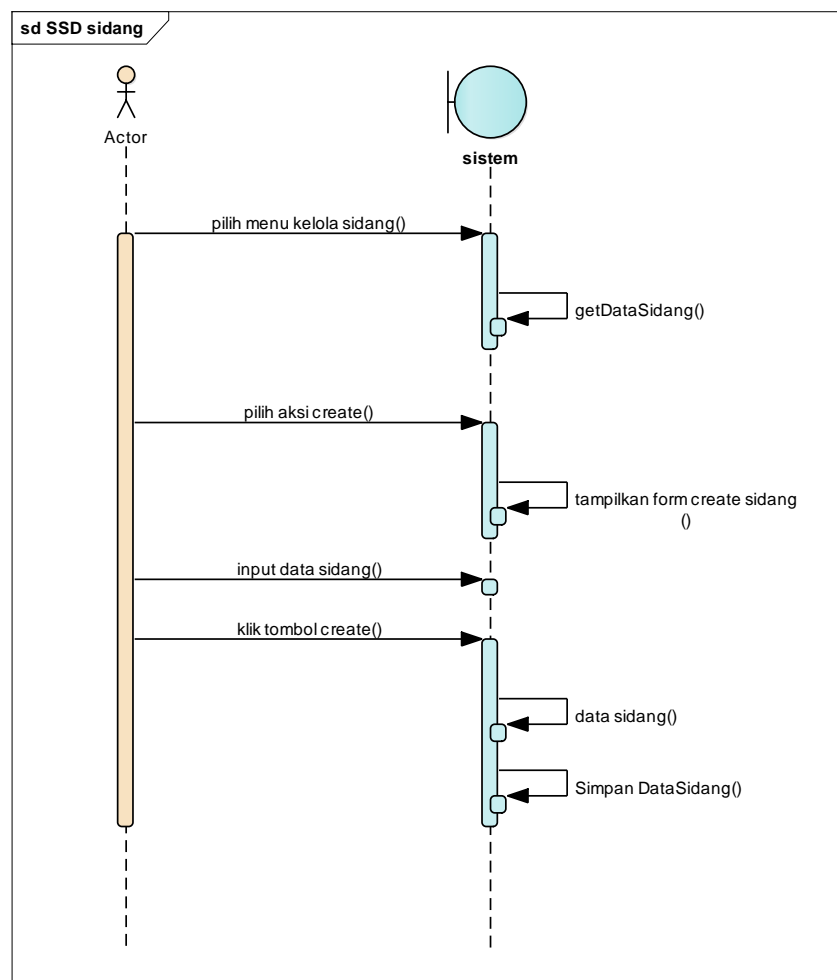 sd SSD sidang
Actor
sistem
pilih menu kelola sidang()
getDataSidang()
pilih aksi create()
tampilkan form create sidang
()
input data sidang()
klik tombol create()
data sidang()
Simpan DataSidang()